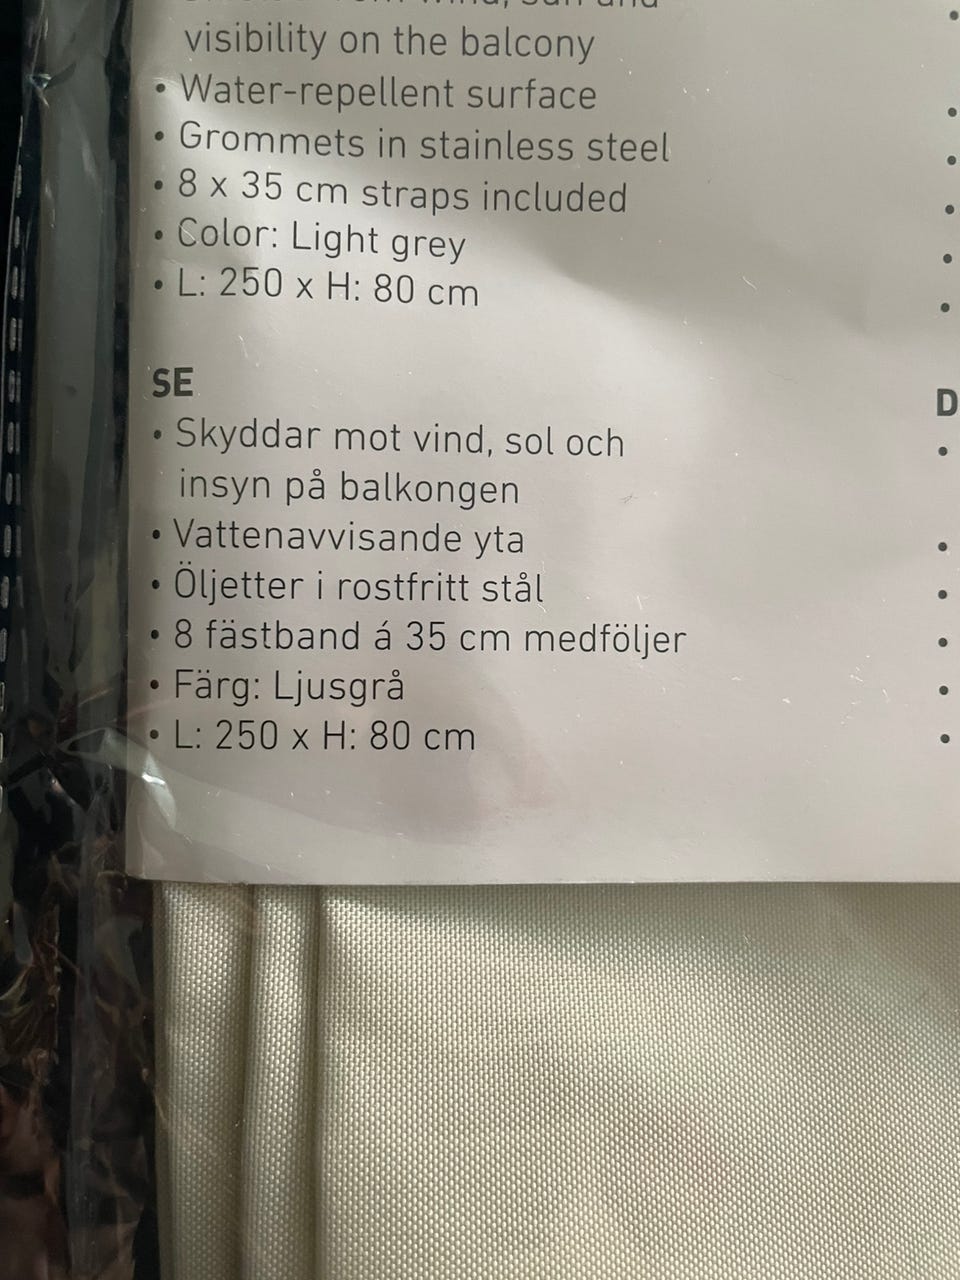 visibility on the balcony
• Water-repellent surface
• Grommets in stainless steel
• 8 x 35 cm straps included
• Color: Light grey
• L: 250 x H: 80 cm
SE
• Skyddar mot vind, sol och
insyn på balkongen
• Vattenavvisande yta
• Öljetter i rostfritt stål
• 8 fästband á 35 cm medföljer
• Färg: Ljusgrå
• L: 250 x H: 80 cm
D